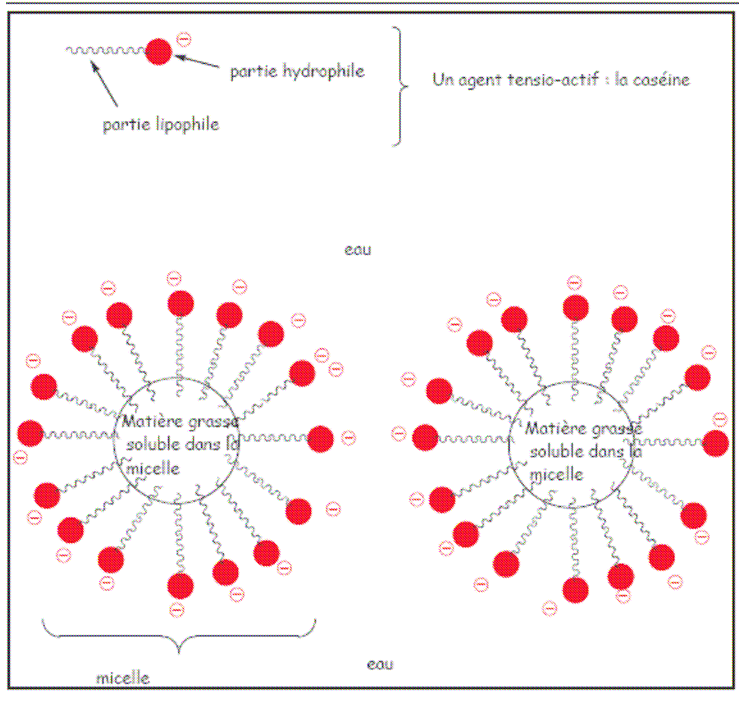 partie hydrophile
Un agent tensio-actif : la caséine
partie lipophile
eau
Matière grasse
soluble dans la
micelle
Matière grasse
soluble dans la
micelle
eau
micelle